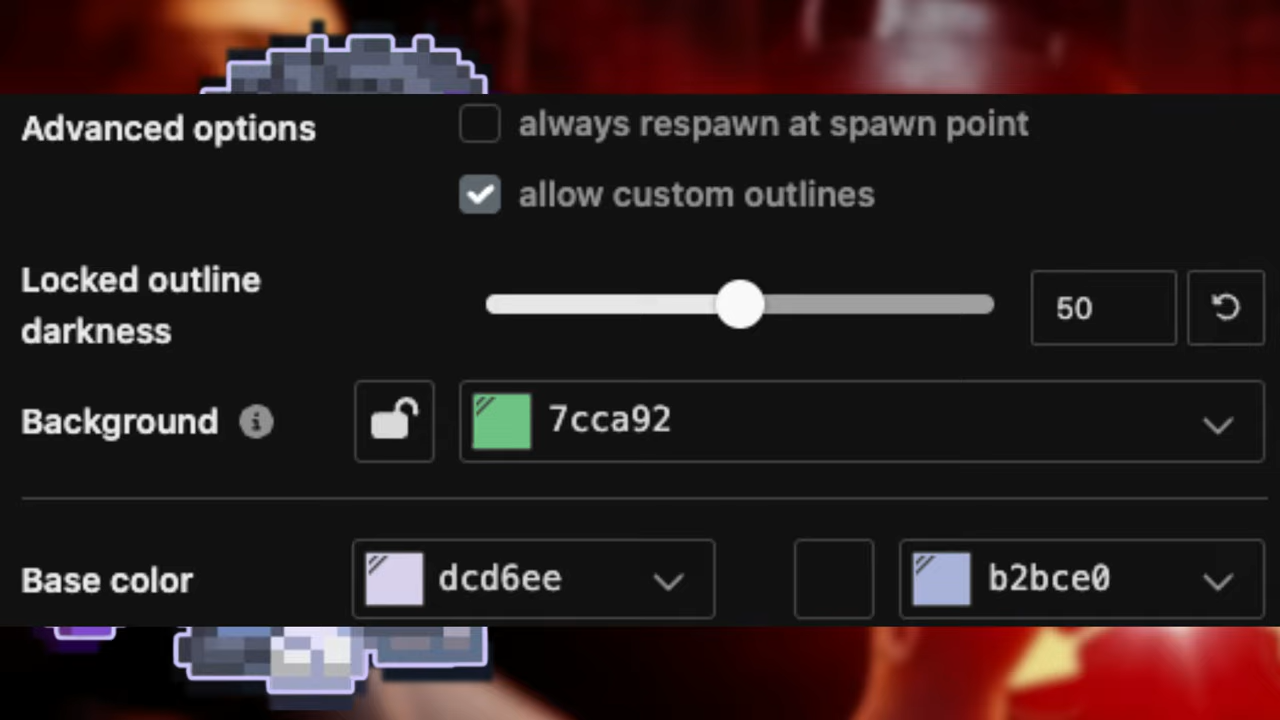 Advanced options
always respawn at spawn point
allow custom outlines
Locked outline
darkness
50
Background
7cca92
Base color
dcd6ee
b2bce0